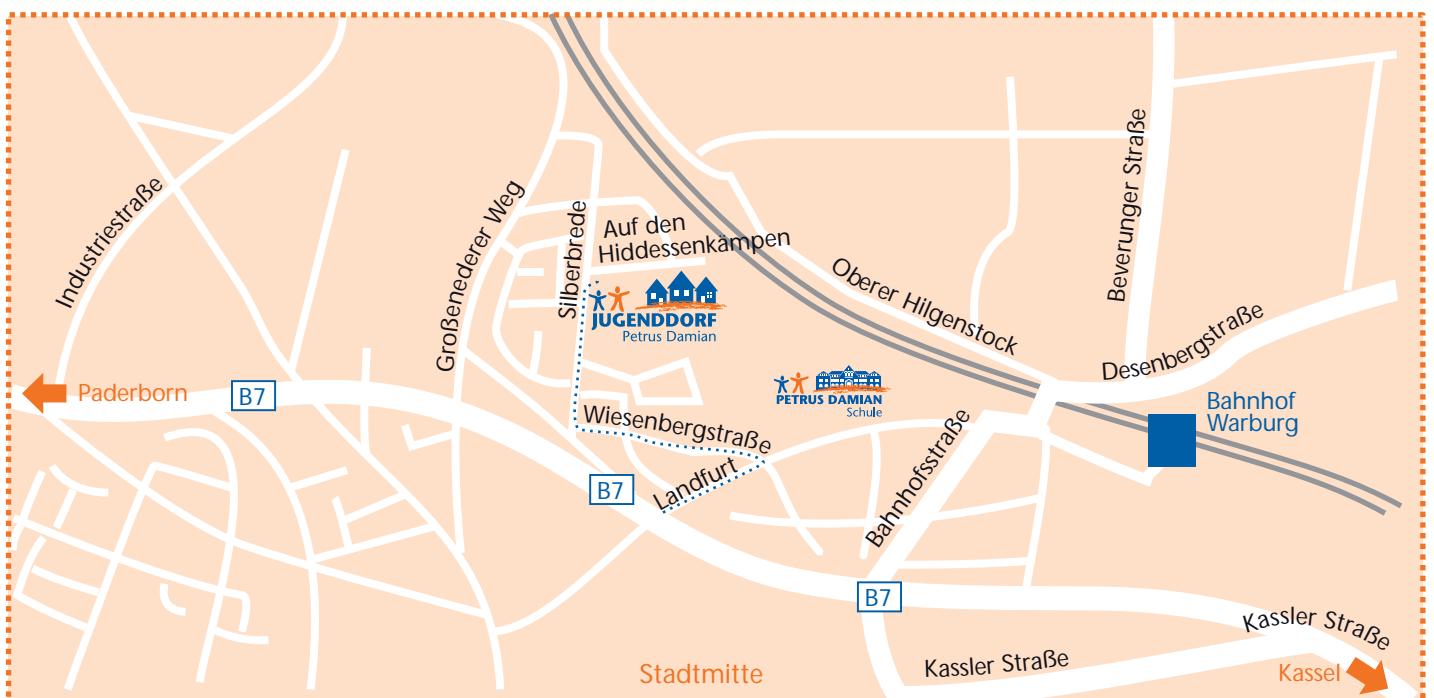 Industriestraße
Großenederer Weg
Silberbrede
Auf den
Hiddessenkämpen
JUGENDDORF
Petrus Damian
Oberer Hilgenstock
Beverunger Straße
Desenbergstraße
Paderborn
B7
PETRUS DAMIAN
Schule
Bahnhof
Warburg
Wiesenbergstraße
Landfurt
B7
Bahnhofsstraße
B7
Kassler Straße
Kassler Straße
Stadtmitte
Kassel